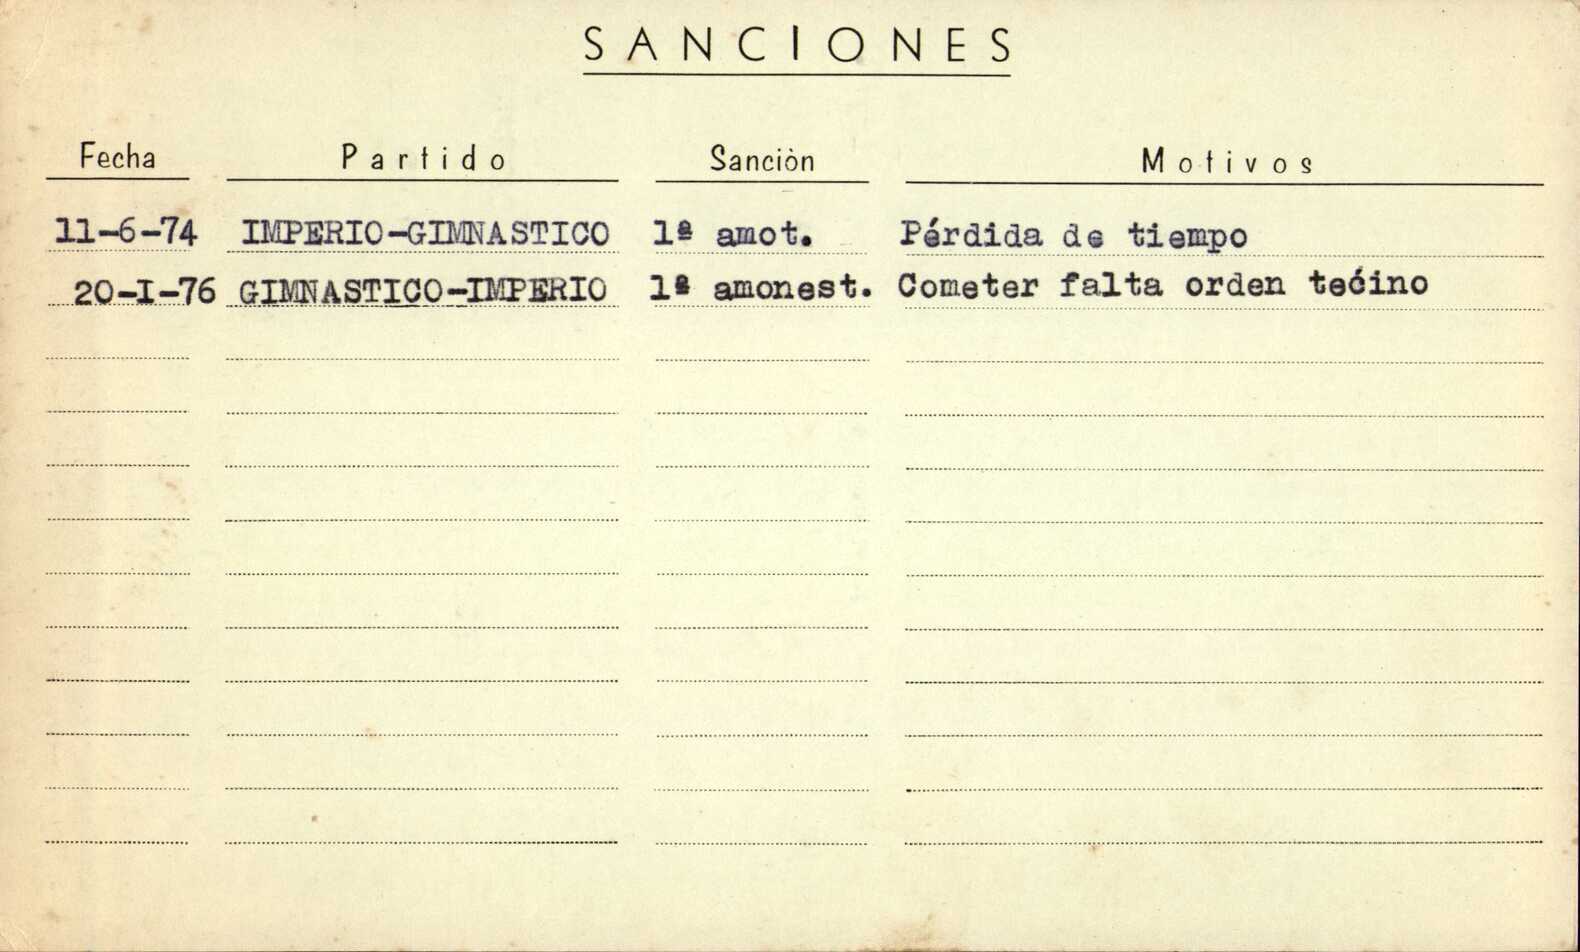 SANCIONES
Fecha Partido Sanciòn Motivos
11-6-74 IMPERIO-GIMNASTICO 1ª amot. Pérdida de tiempo
20-I-76 GIMNASTICO-IMPERIO 1ª amonest. Cometer falta orden tećino